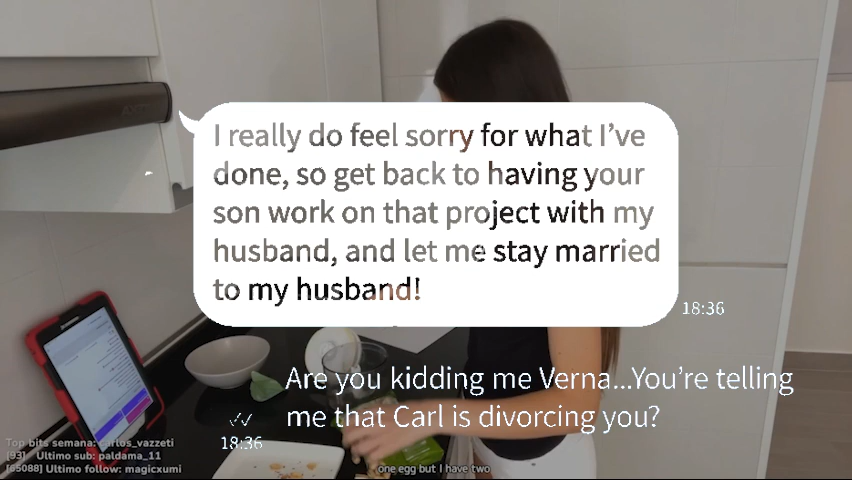 I really do feel sorry for what I’ve
done, so get back to having your
son work on that project with my
husband, and let me stay married
to my husband!
18:36
Are you kidding me Verna...You’re telling
me that Carl is divorcing you?
18:36
Top bits semana: carlos_vazzeti
[93] Ultimo sub: paldama_11
[65088] Ultimo follow: magicxumi
one egg but I have two